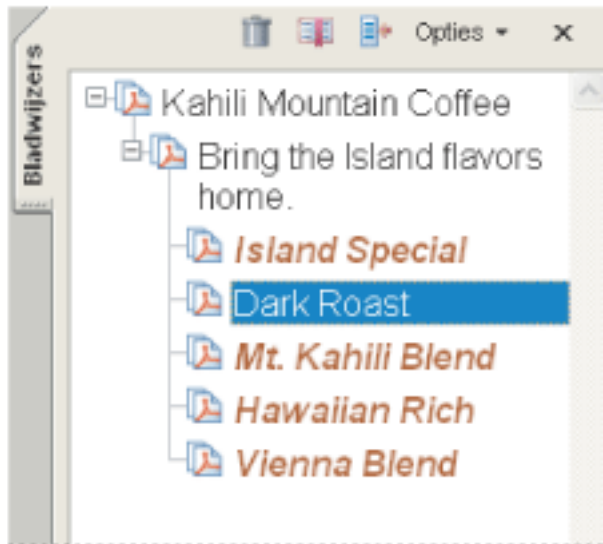 Opties
Bladwijzers
Kahili Mountain Coffee
Bring the Island flavors
home.
Island Special
Dark Roast
Mt. Kahili Blend
Hawaiian Rich
Vienna Blend